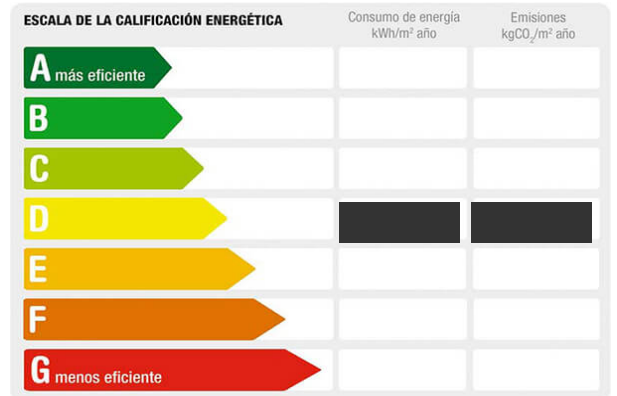 ESCALA DE LA CALIFICACIÓN ENERGÉTICA
Consumo de energía
kWh/m² año
Emisiones
kgCO₂/m² año
A más eficiente
B
C
D
E
F
G menos eficiente